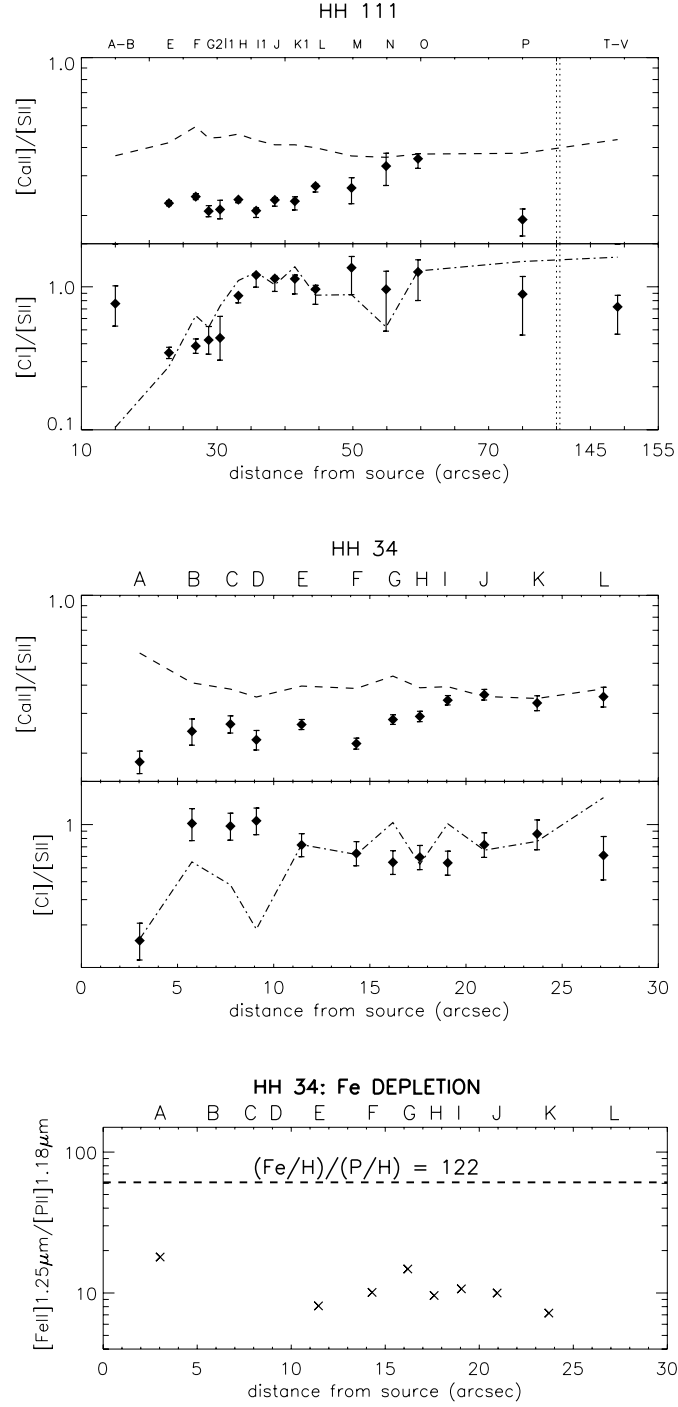 HH 111
A-B E F G2 I1 H I1 J K1 L M N O P T-V
1.0
[CaII]/[SII]
1.0
[CI]/[SII]
0.1
10 30 50 70 145 155
distance from source (arcsec)
HH 34
A B C D E F G H I J K L
1.0
[CaII]/[SII]
1
[CI]/[SII]
0 5 10 15 20 25 30
distance from source (arcsec)
HH 34: Fe DEPLETION
A B C D E F G H I J K L
100
(Fe/H)/(P/H) = 122
[FeII]1.25μm/[PII]1.18μm
10
0 5 10 15 20 25 30
distance from source (arcsec)